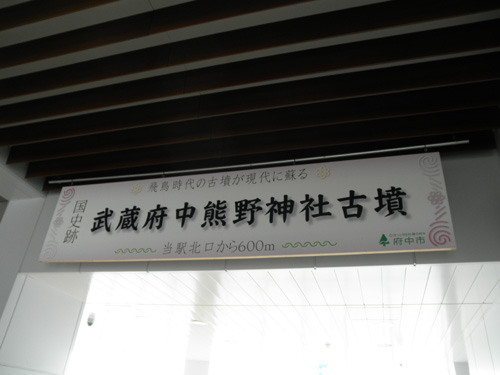 飛鳥時代の古墳が現代に蘇る
国史跡
武蔵府中熊野神社古墳
当駅北口から600m
府中市